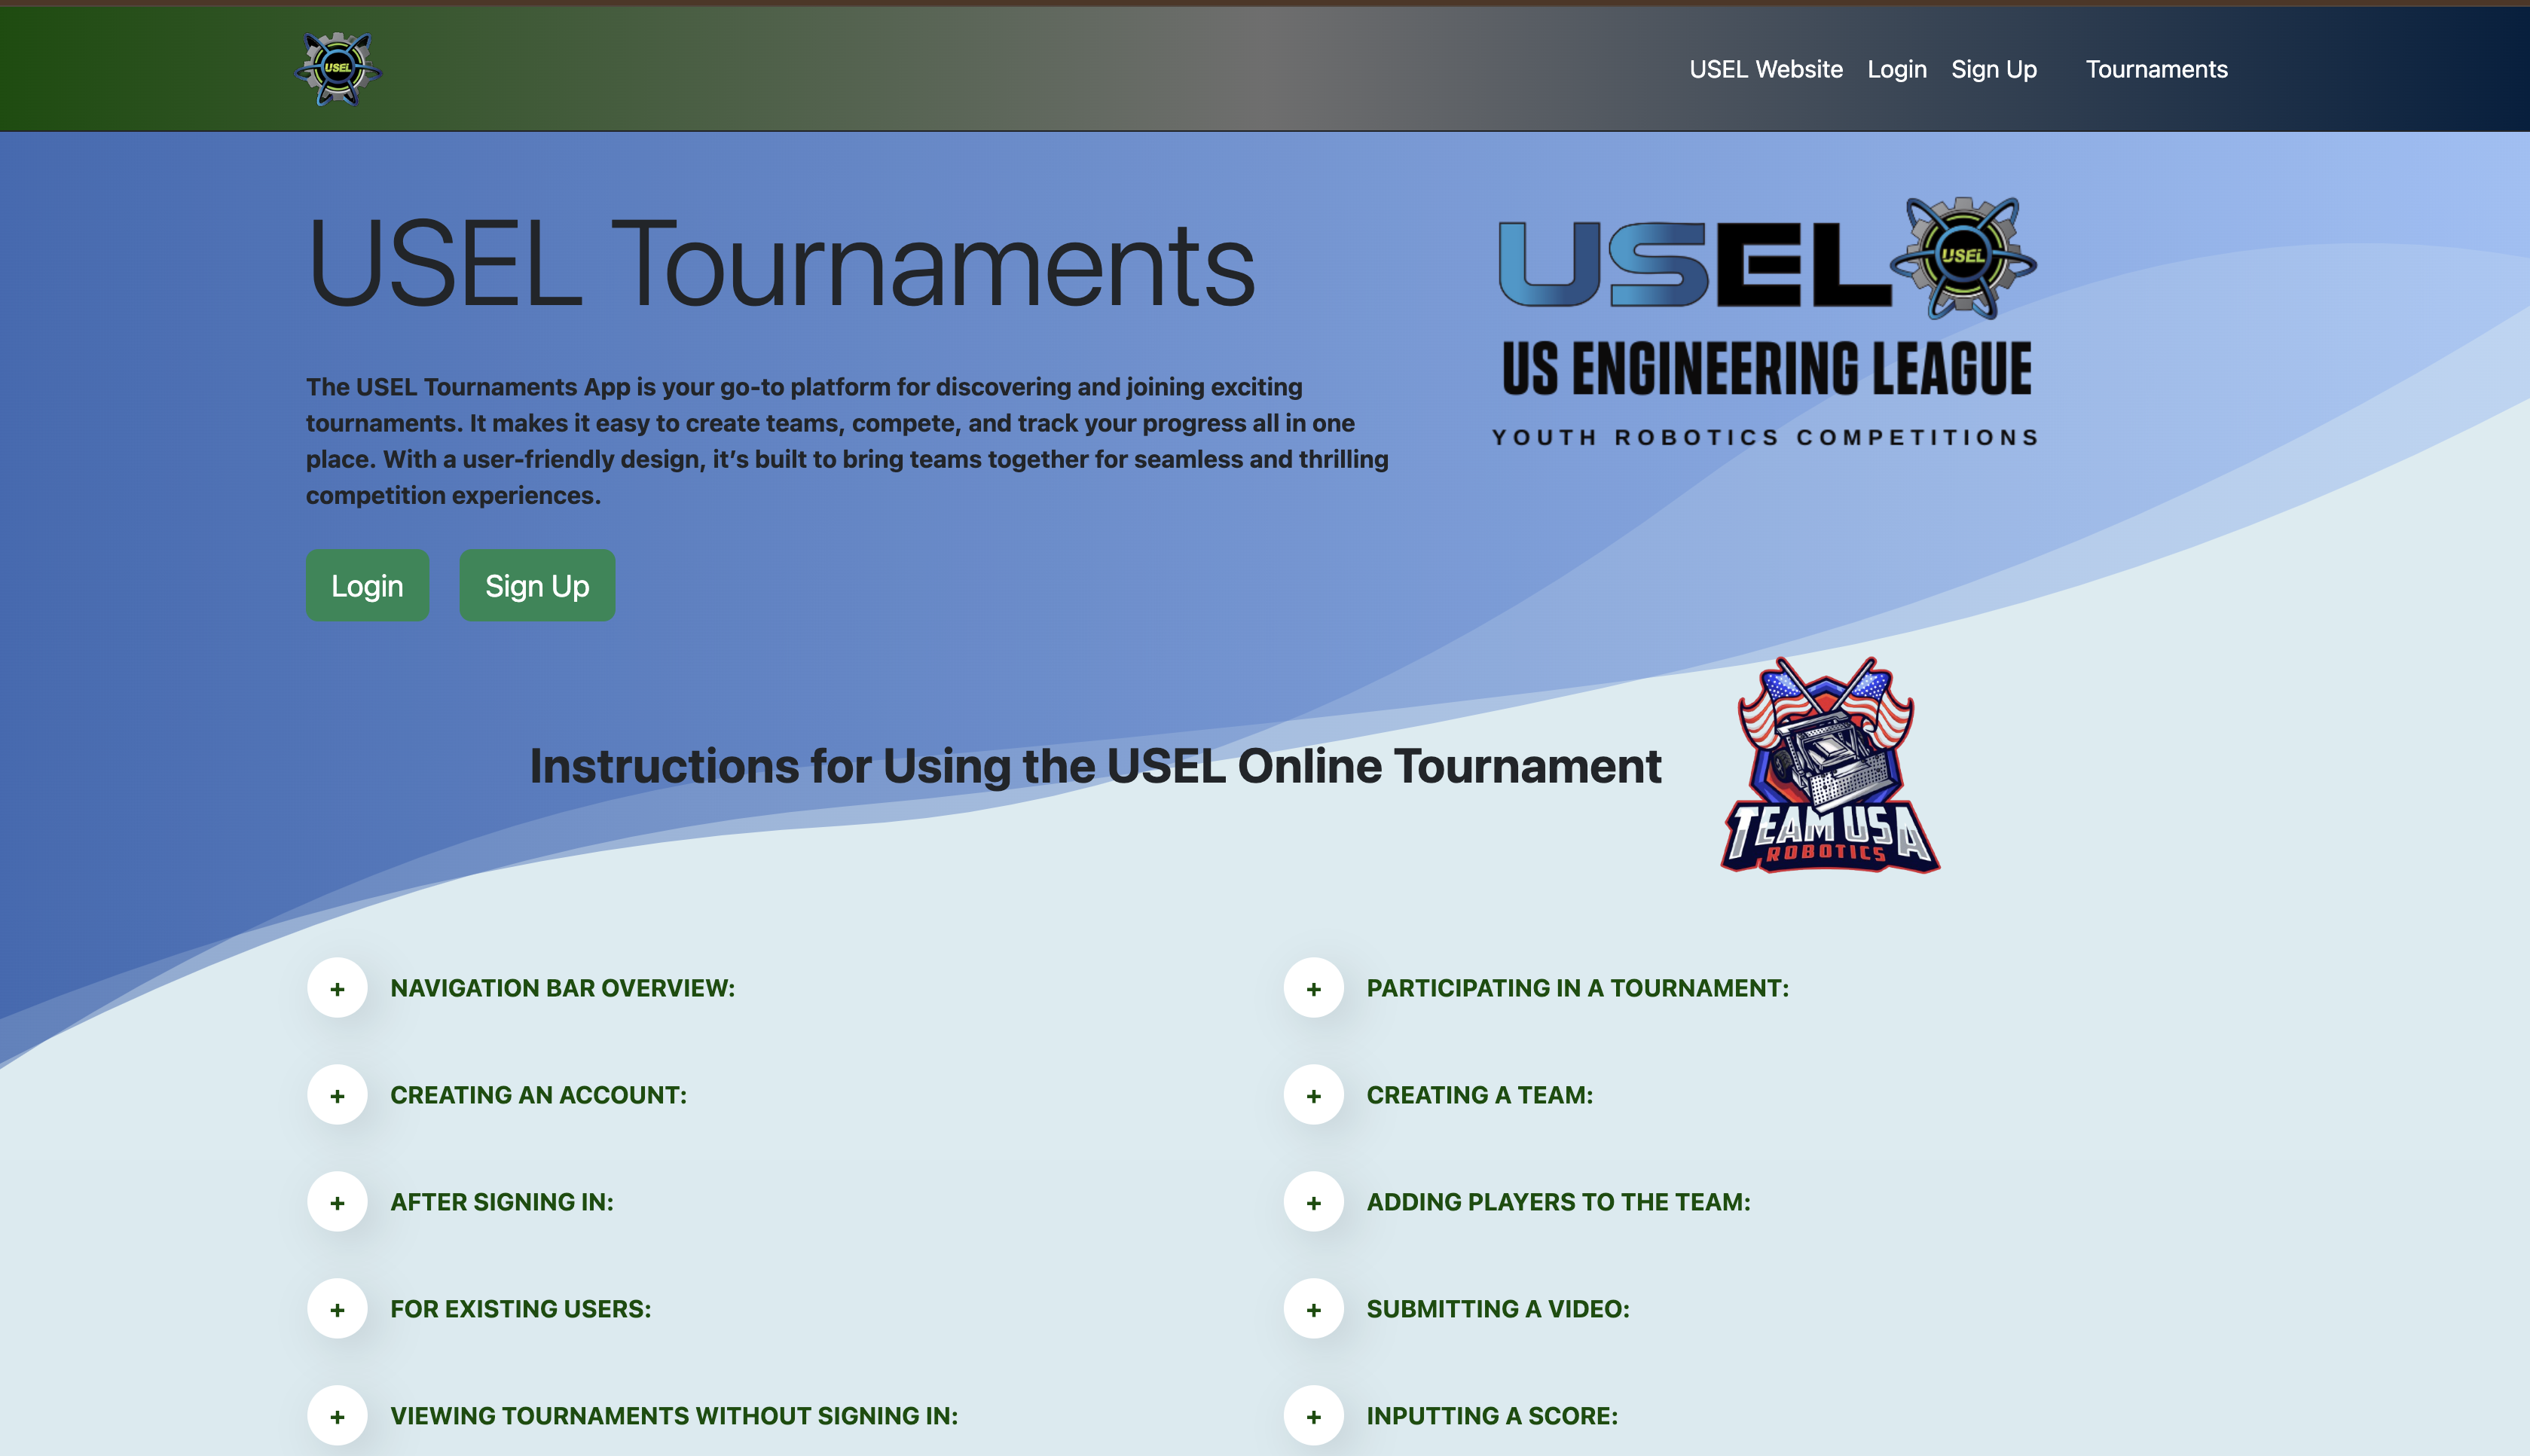 USEL
USEL Website Login Sign Up Tournaments
USEL Tournaments
USEL USEL
US ENGINEERING LEAGUE
YOUTH ROBOTICS COMPETITIONS
The USEL Tournaments App is your go-to platform for discovering and joining exciting
tournaments. It makes it easy to create teams, compete, and track your progress all in one
place. With a user-friendly design, it’s built to bring teams together for seamless and thrilling
competition experiences.
Login Sign Up
Instructions for Using the USEL Online Tournament
TEAM USA
ROBOTICS
+ NAVIGATION BAR OVERVIEW:
+ CREATING AN ACCOUNT:
+ AFTER SIGNING IN:
+ FOR EXISTING USERS:
+ VIEWING TOURNAMENTS WITHOUT SIGNING IN:
+ PARTICIPATING IN A TOURNAMENT:
+ CREATING A TEAM:
+ ADDING PLAYERS TO THE TEAM:
+ SUBMITTING A VIDEO:
+ INPUTTING A SCORE: